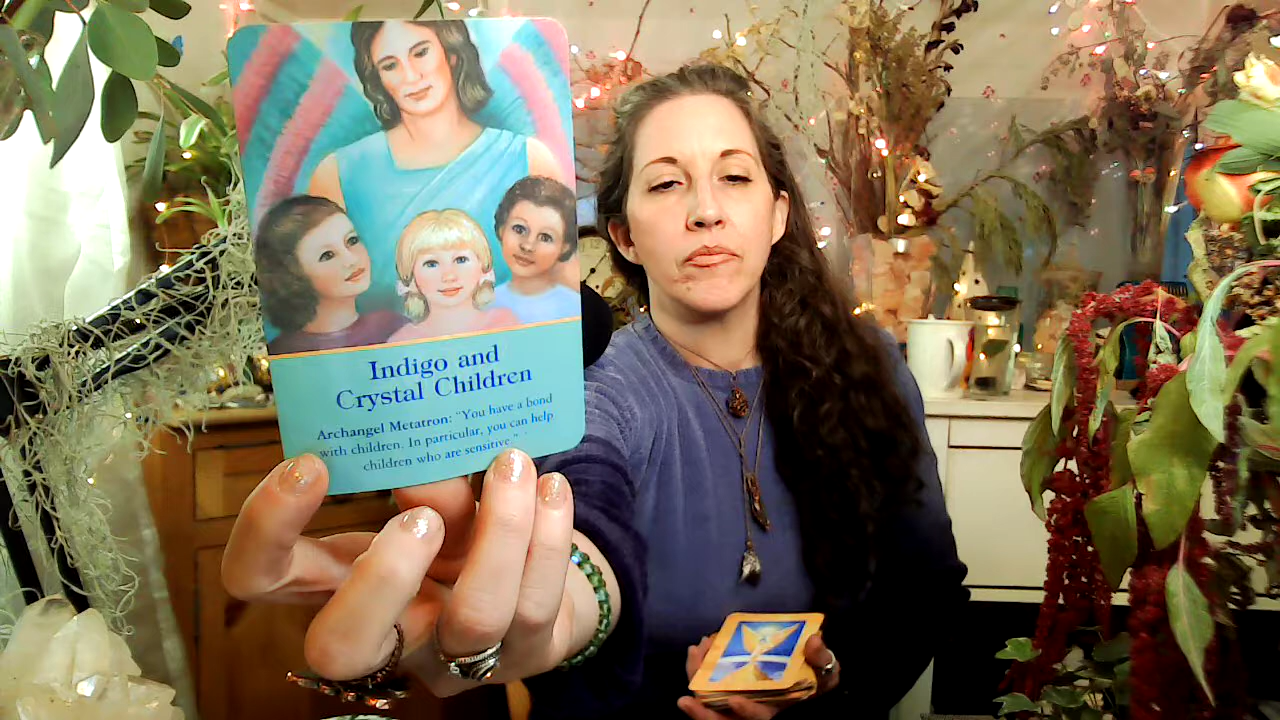 Indigo and
Crystal Children
Archangel Metatron: "You have a bond
with children. In particular, you can help
children who are sensitive."